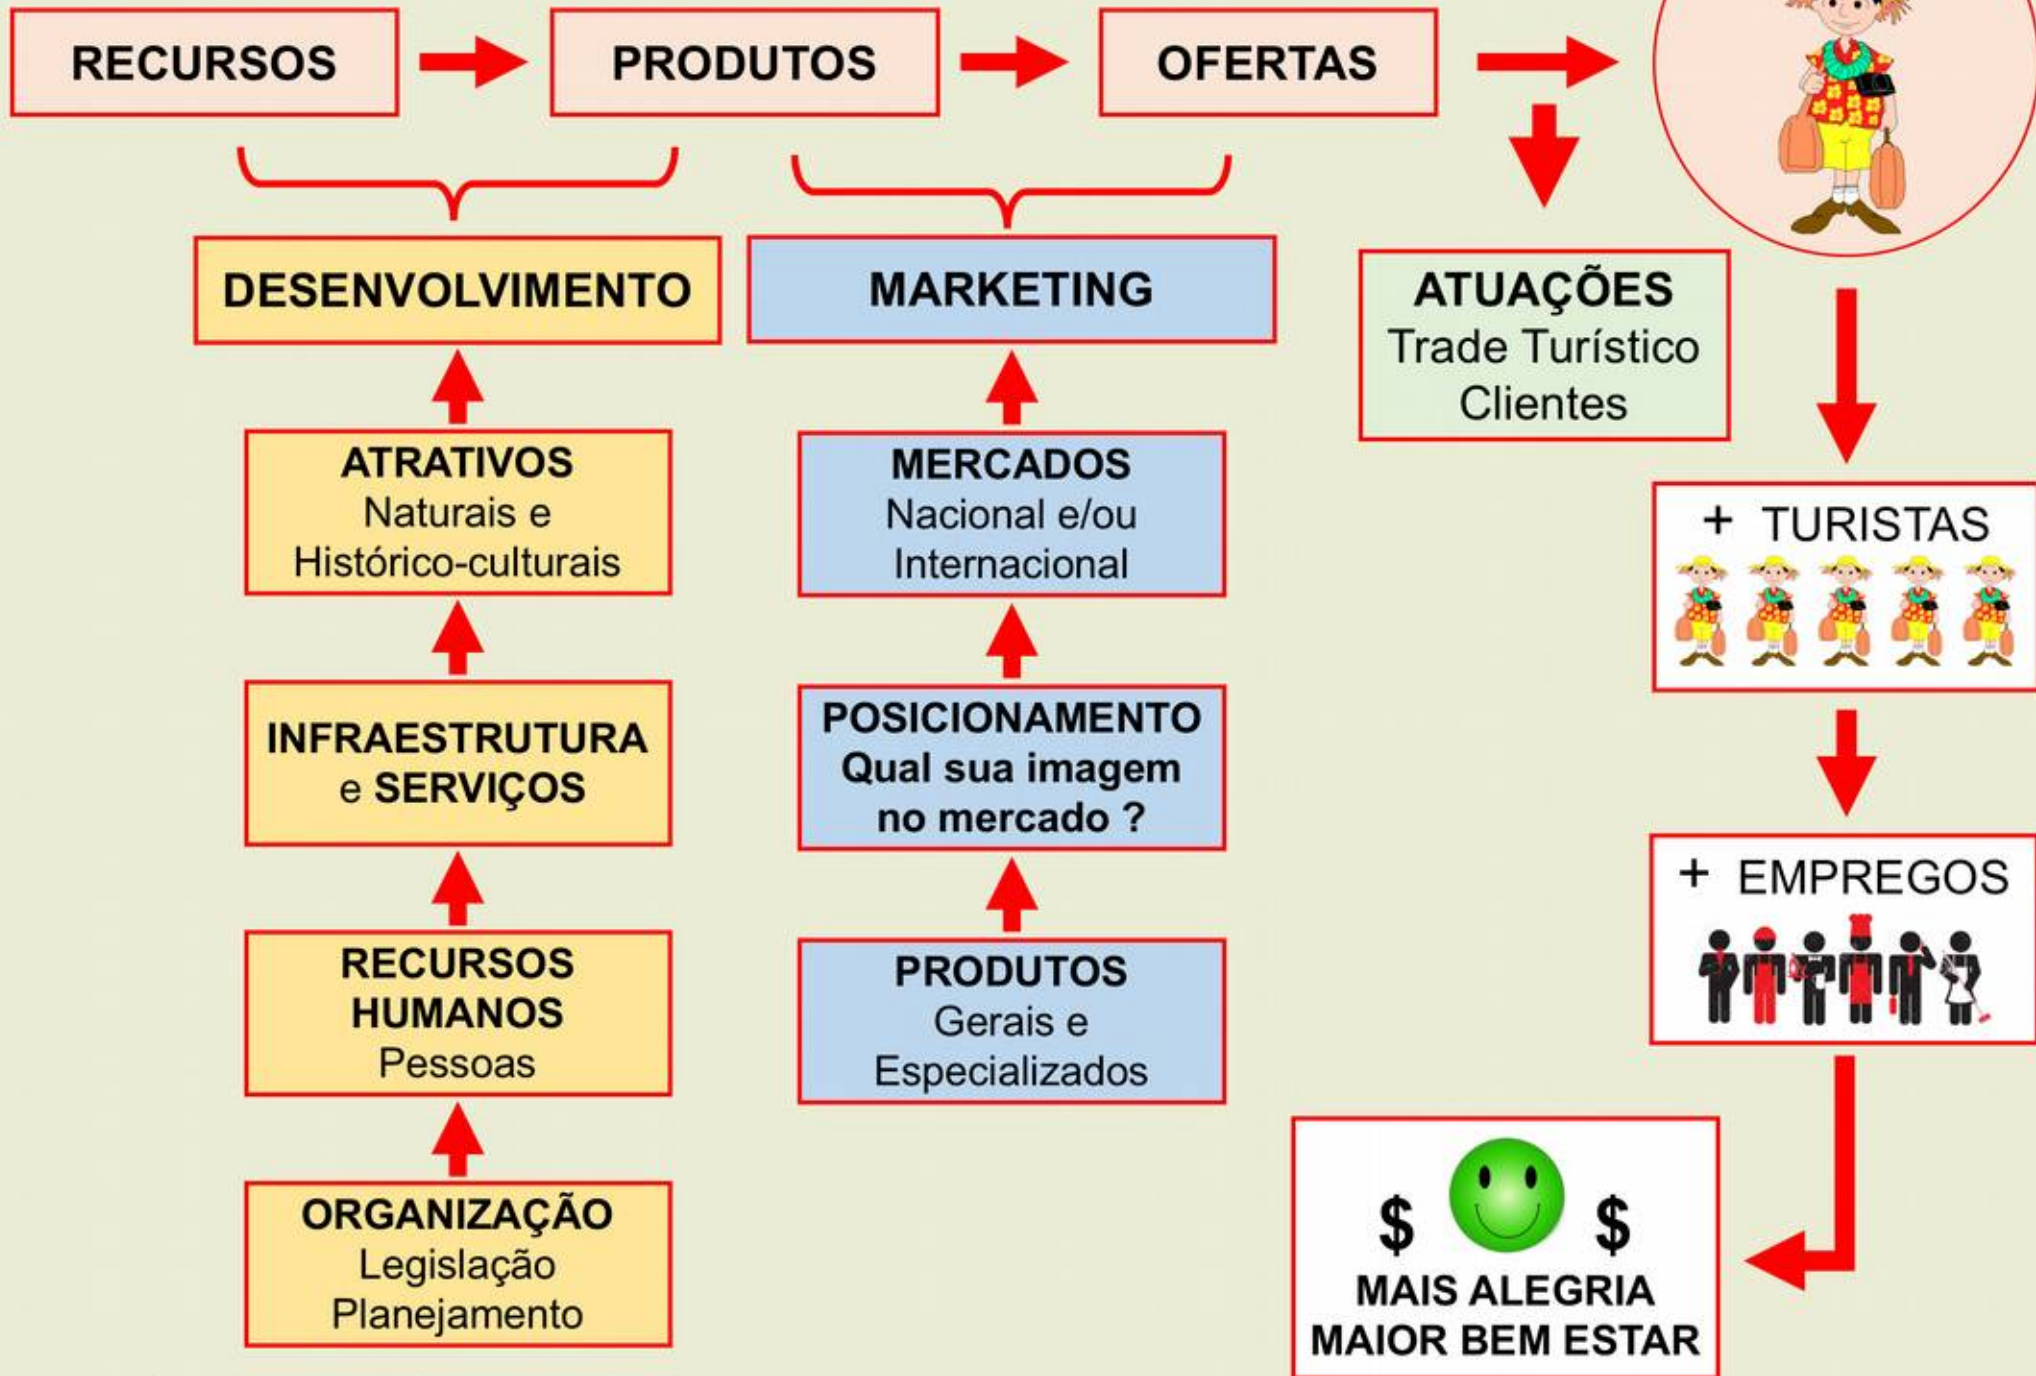 RECURSOS
PRODUTOS
OFERTAS
DESENVOLVIMENTO
ATRATIVOS
Naturais e
Histórico-culturais
INFRAESTRUTURA
e SERVIÇOS
RECURSOS
HUMANOS
Pessoas
ORGANIZAÇÃO
Legislação
Planejamento
MARKETING
MERCADOS
Nacional e/ou
Internacional
POSICIONAMENTO
Qual sua imagem
no mercado ?
PRODUTOS
Gerais e
Especializados
ATUAÇÕES
Trade Turístico
Clientes
+ TURISTAS
+ EMPREGOS
$ $
MAIS ALEGRIA
MAIOR BEM ESTAR